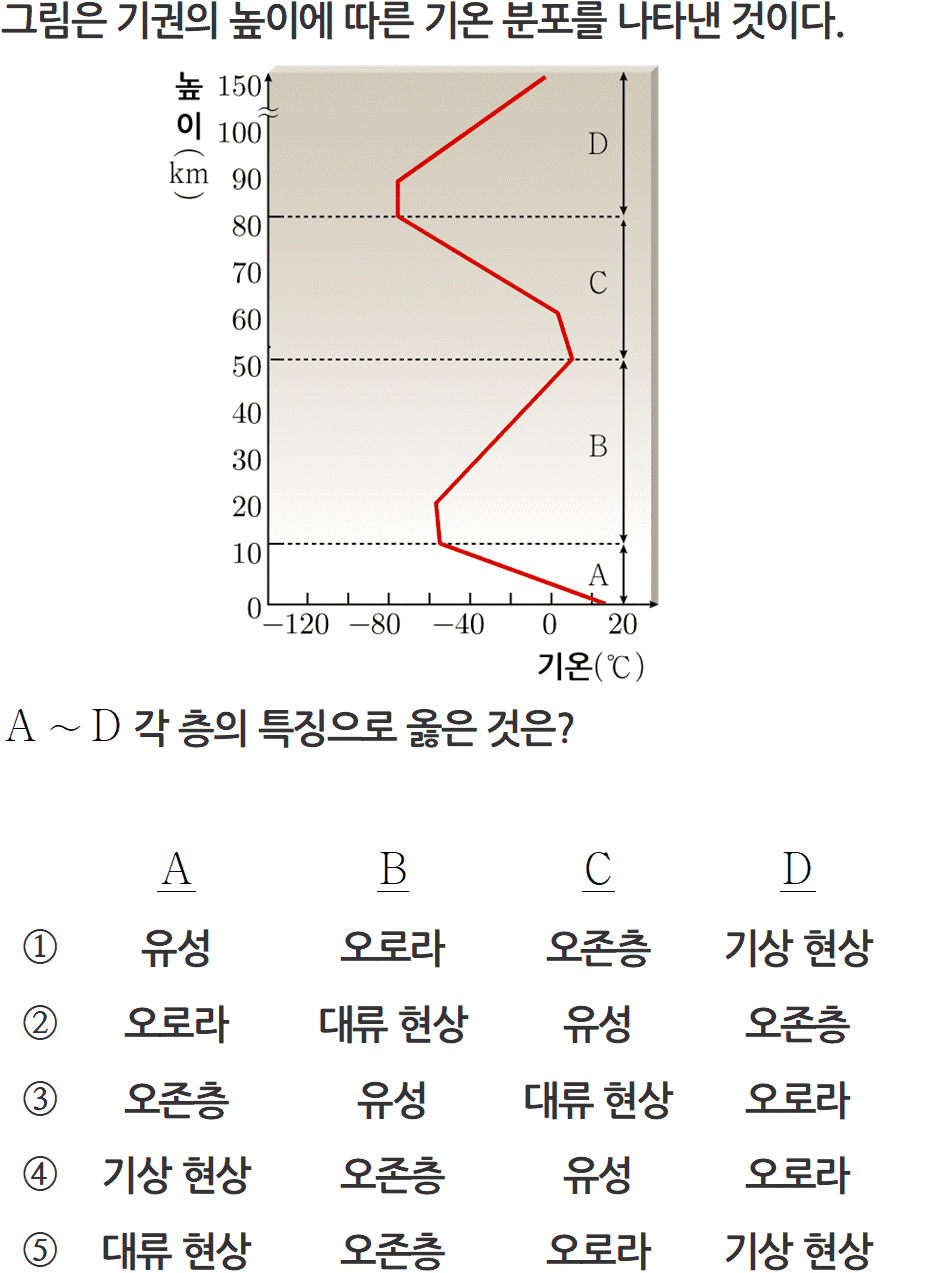 그림은 기권의 높이에 따른 기온 분포를 나타낸 것이다.
높이(km)
150
100
90
80
70
60
50
40
30
20
10
0
D
C
B
A
−120 −80 −40 0 20
기온(℃)
A ~ D 각 층의 특징으로 옳은 것은?
A B C D
① 유성 오로라 오존층 기상 현상
② 오로라 대류 현상 유성 오존층
③ 오존층 유성 대류 현상 오로라
④ 기상 현상 오존층 유성 오로라
⑤ 대류 현상 오존층 오로라 기상 현상